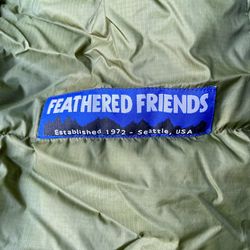 FEATHERED FRIENDS
Established 1972 - Seattle, USA